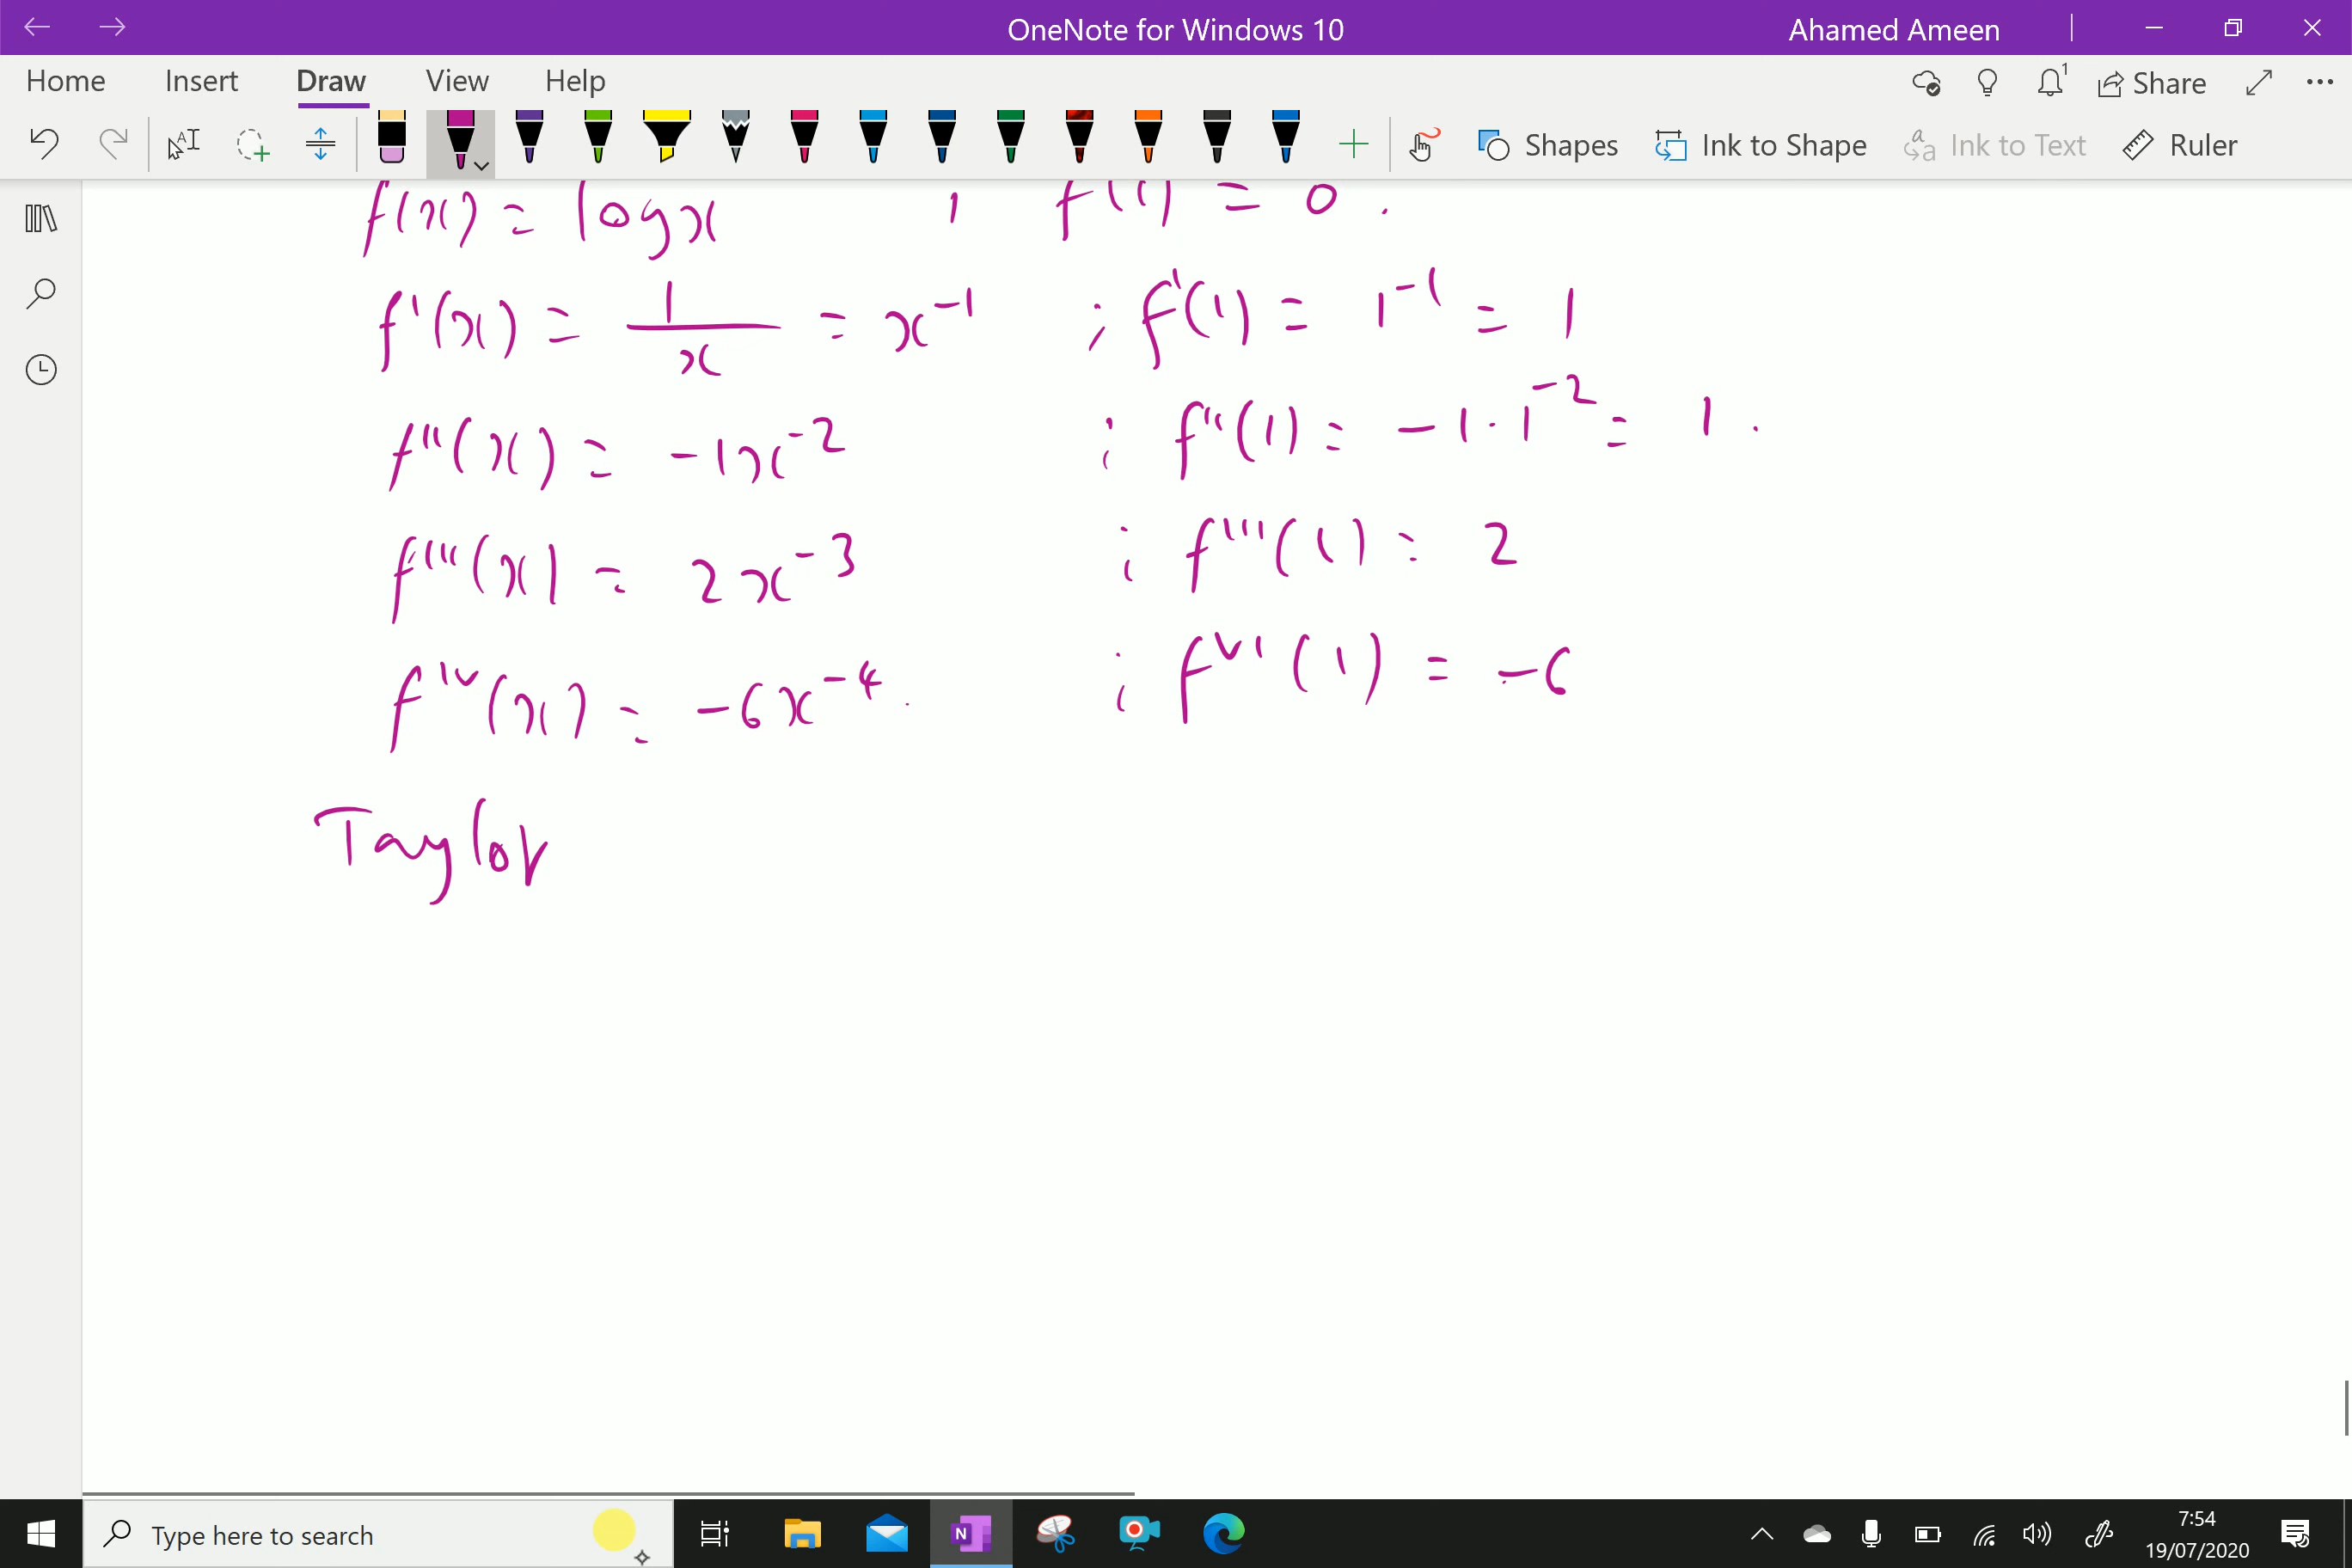 OneNote for Windows 10 Ahamed Ameen
Home Insert Draw View Help Share
Shapes Ink to Shape Ink to Text Ruler
f(x) = log x ; f(1) = 0 .
f'(x) = 1/x = x^-1 ; f'(1) = 1^-1 = 1
f''(x) = -1x^-2 ; f''(1) = -1·1^-2 = 1 .
f'''(x) = 2x^-3 ; f'''(1) = 2
f^iv(x) = -6x^-4 . ; f^vi(1) = -6
Taylor
Type here to search 7:54
19/07/2020